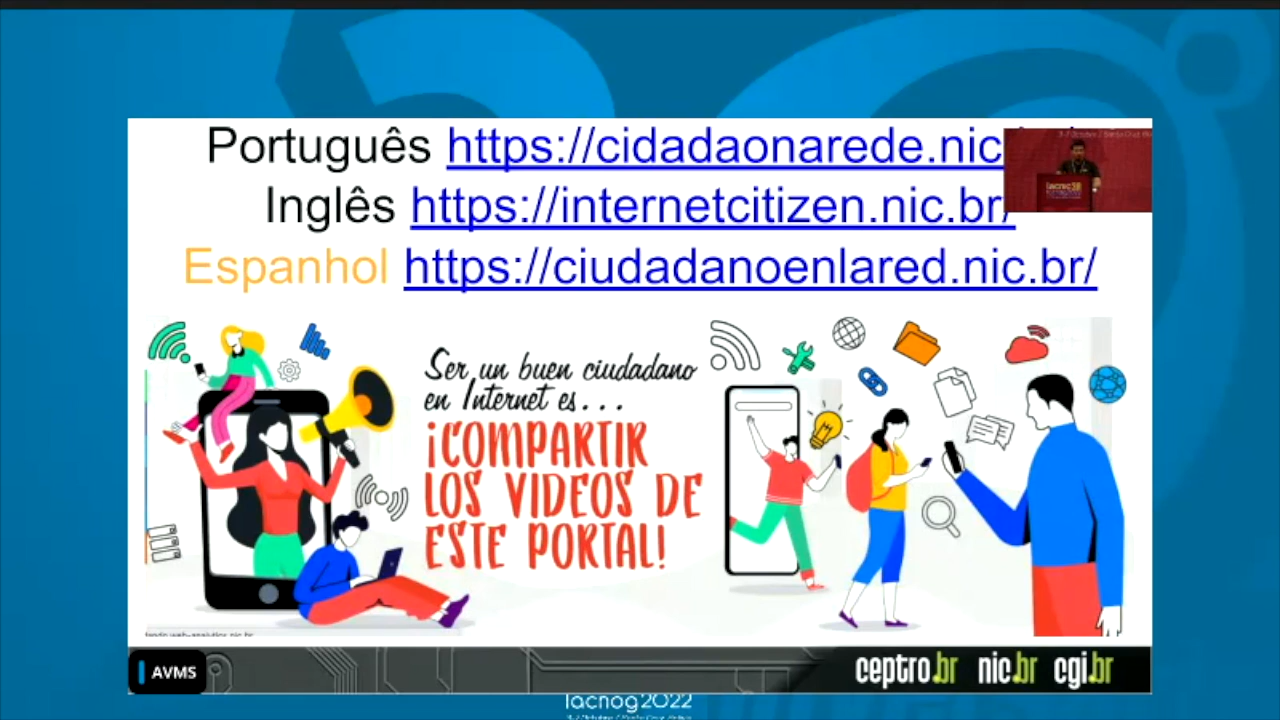 Português https://cidadaonarede.nic
Inglês https://internetcitizen.nic.br/
Espanhol https://ciudadanoenlared.nic.br/
Ser un buen ciudadano
en Internet es...
¡COMPARTIR
LOS VIDEOS DE
ESTE PORTAL!
AVMS
ceptro.br nic.br cgi.br
lacnog2022